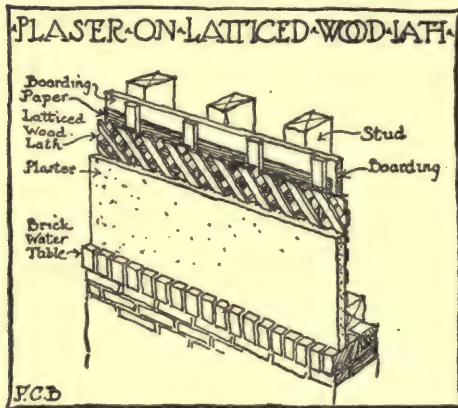 PLASER·ON·LATTICED·WOOD·LATH
Boarding
Paper
Latticed
Wood
Lath
Plaster
Brick
Water
Table
Stud
Boarding
F.C.B